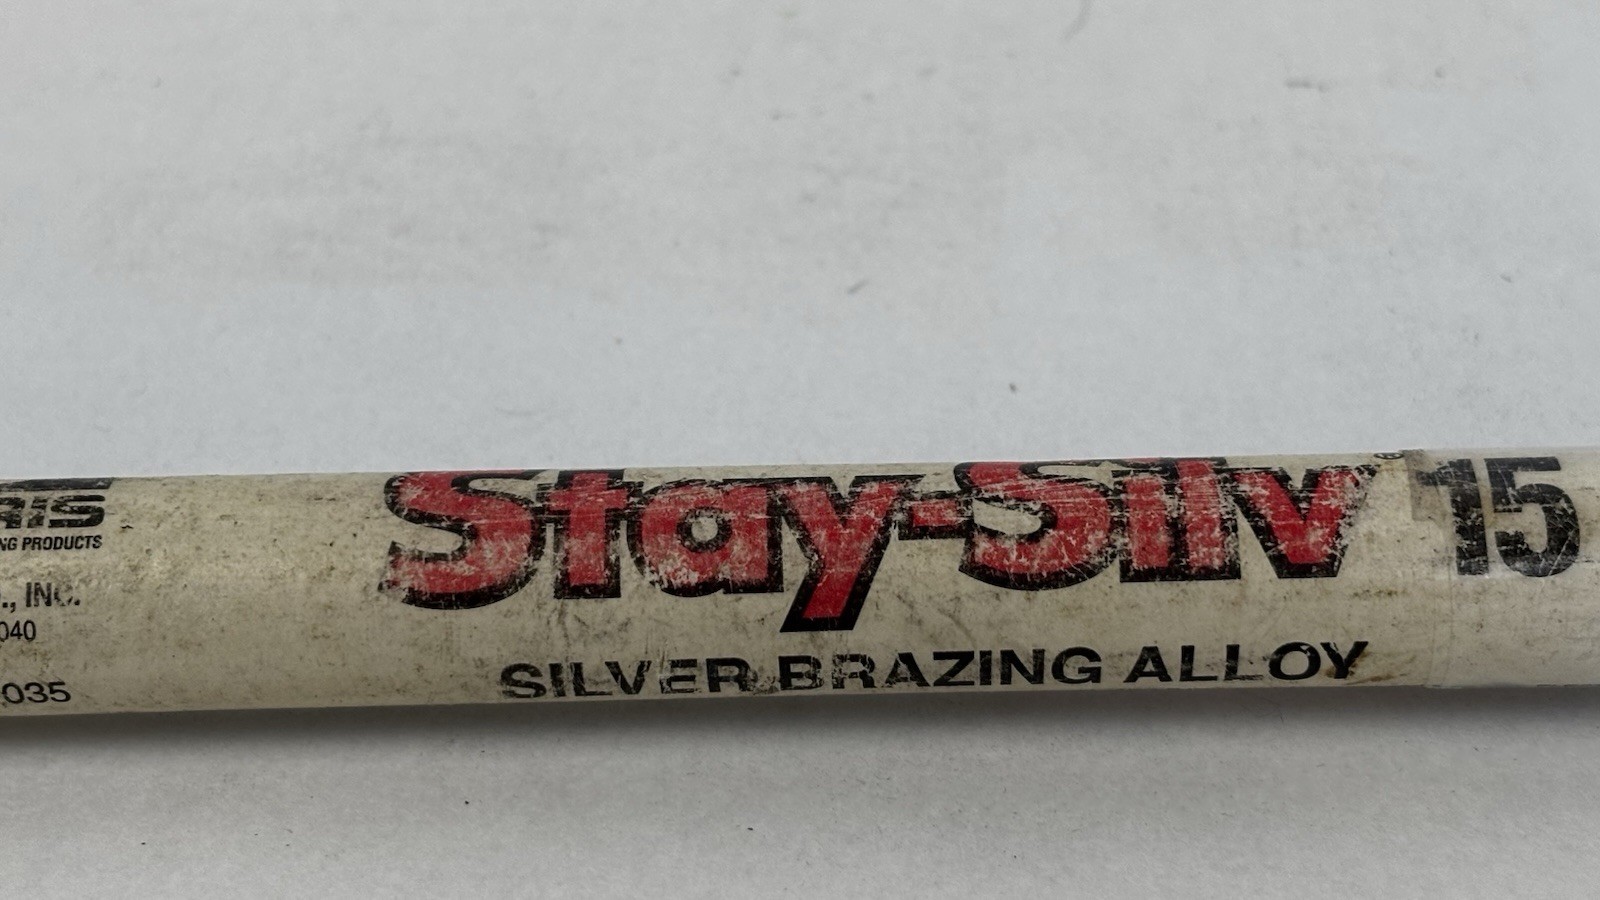 RIS
NG PRODUCTS
., INC.
040
035
Stay-Silv® 15
SILVER BRAZING ALLOY